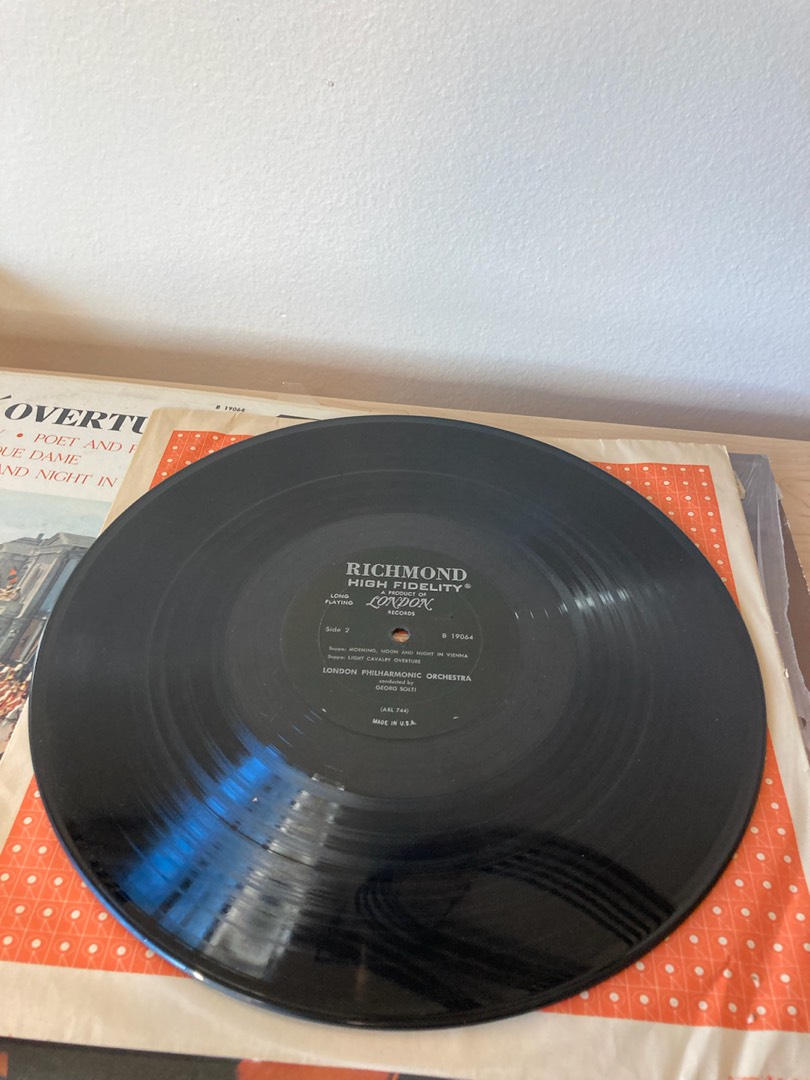 OVERTU
B 19064
• POET AND P
QUE DAME
AND NIGHT IN
RICHMOND
HIGH FIDELITY®
LONG PLAYING
A PRODUCT OF
LONDON
RECORDS
Side 2
B 19064
Suppe: MORNING, NOON AND NIGHT IN VIENNA
Suppe: LIGHT CAVALRY OVERTURE
LONDON PHILHARMONIC ORCHESTRA
conducted by
GEORG SOLTI
(ARL 744)
MADE IN U.S.A.